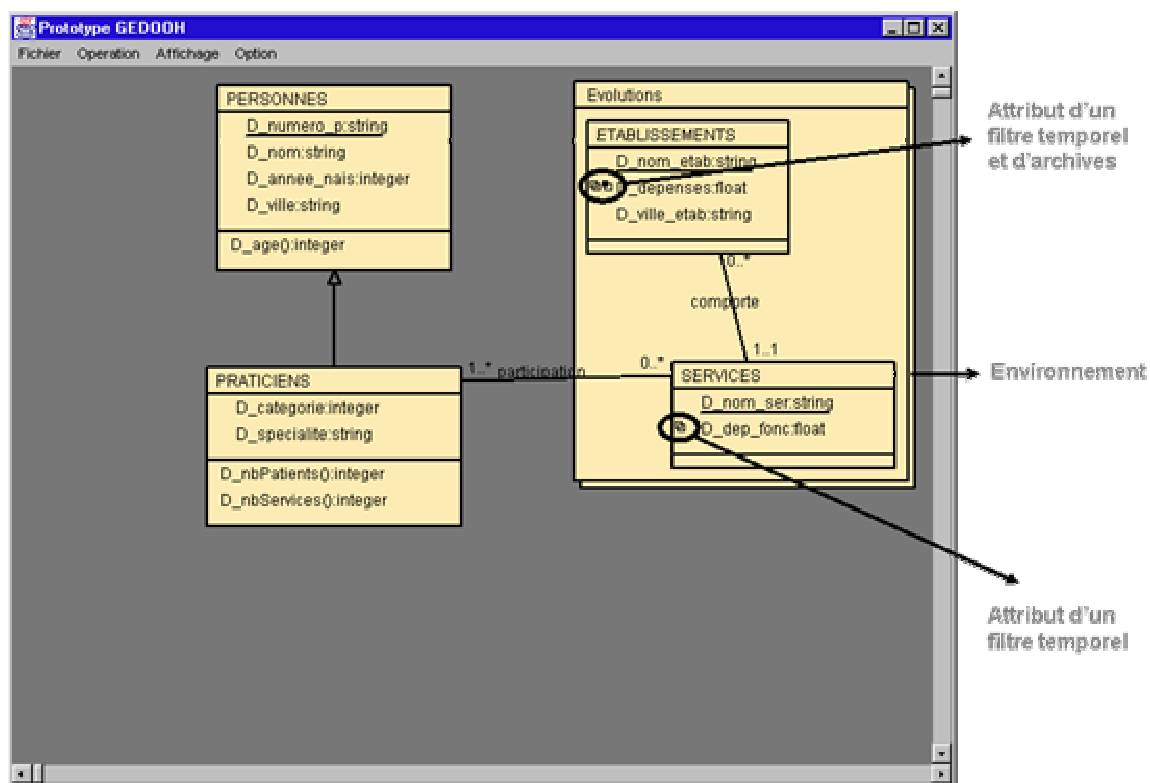 Prototype GEDOOH
Fichier Operation Affichage Option
PERSONNES
D_numero_p:string
D_nom:string
D_annee_nais:integer
D_ville:string
D_age():integer
Evolutions
ETABLISSEMENTS
D_nom_etab:string
D_depenses:float
D_ville_etab:string
0..*
comporte
1..1
PRATICIENS
D_categorie:integer
D_specialite:string
D_nbPatients():integer
D_nbServices():integer
1..* participation 0..*
SERVICES
D_nom_ser:string
D_dep_fonc:float
Attribut d'un
filtre temporel
et d'archives
Environnement
Attribut d'un
filtre temporel